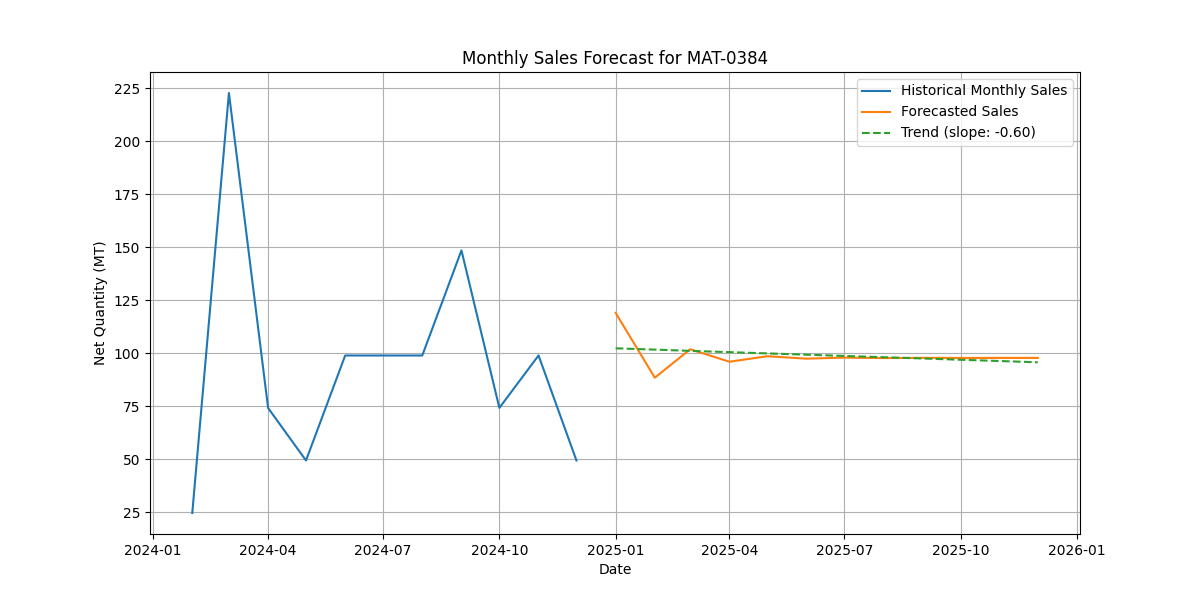 Monthly Sales Forecast for MAT-0384
Historical Monthly Sales
Forecasted Sales
Trend (slope: -0.60)
Net Quantity (MT)
225
200
175
150
125
100
75
50
25
2024-01 2024-04 2024-07 2024-10 2025-01 2025-04 2025-07 2025-10 2026-01
Date